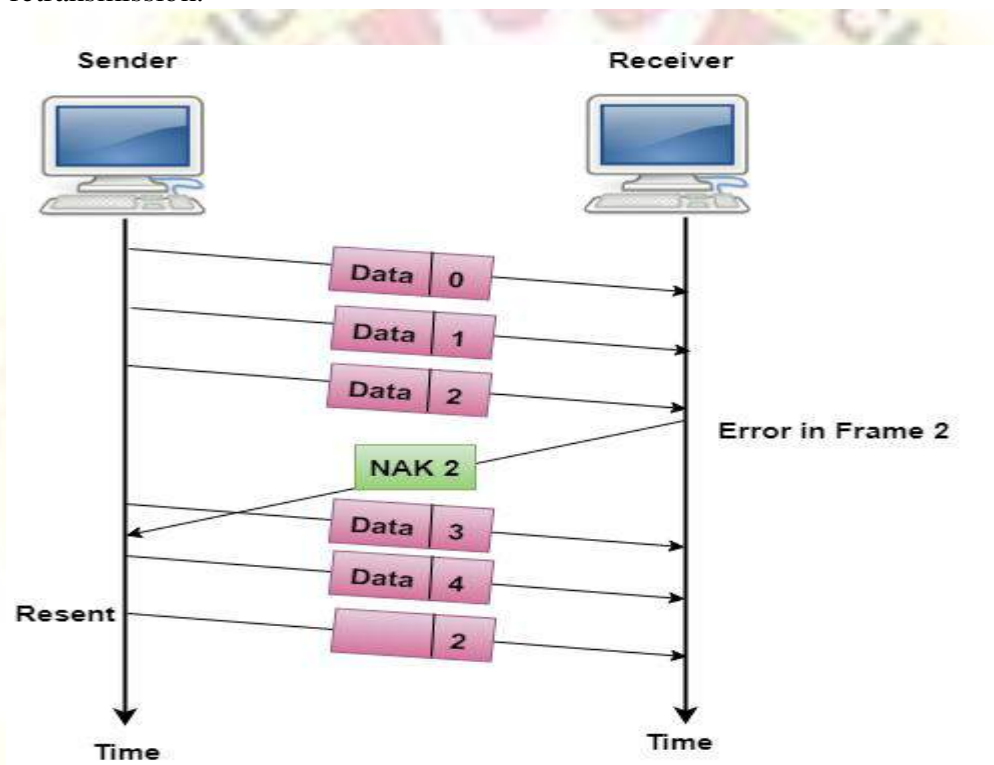 Sender
Receiver
Data 0
Data 1
Data 2
Error in Frame 2
NAK 2
Data 3
Data 4
Resent
2
Time
Time